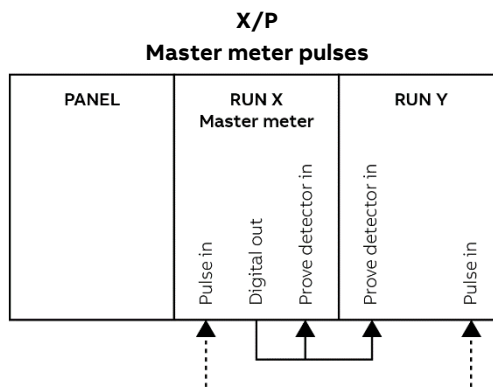 X/P
Master meter pulses
PANEL
RUN X
Master meter
RUN Y
Pulse in
Digital out
Prove detector in
Prove detector in
Pulse in